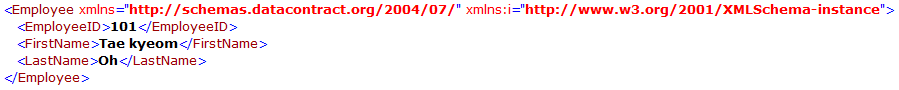 <Employee xmlns="http://schemas.datacontract.org/2004/07/" xmlns:i="http://www.w3.org/2001/XMLSchema-instance">
<EmployeeID>101</EmployeeID>
<FirstName>Tae kyeom</FirstName>
<LastName>Oh</LastName>
</Employee>